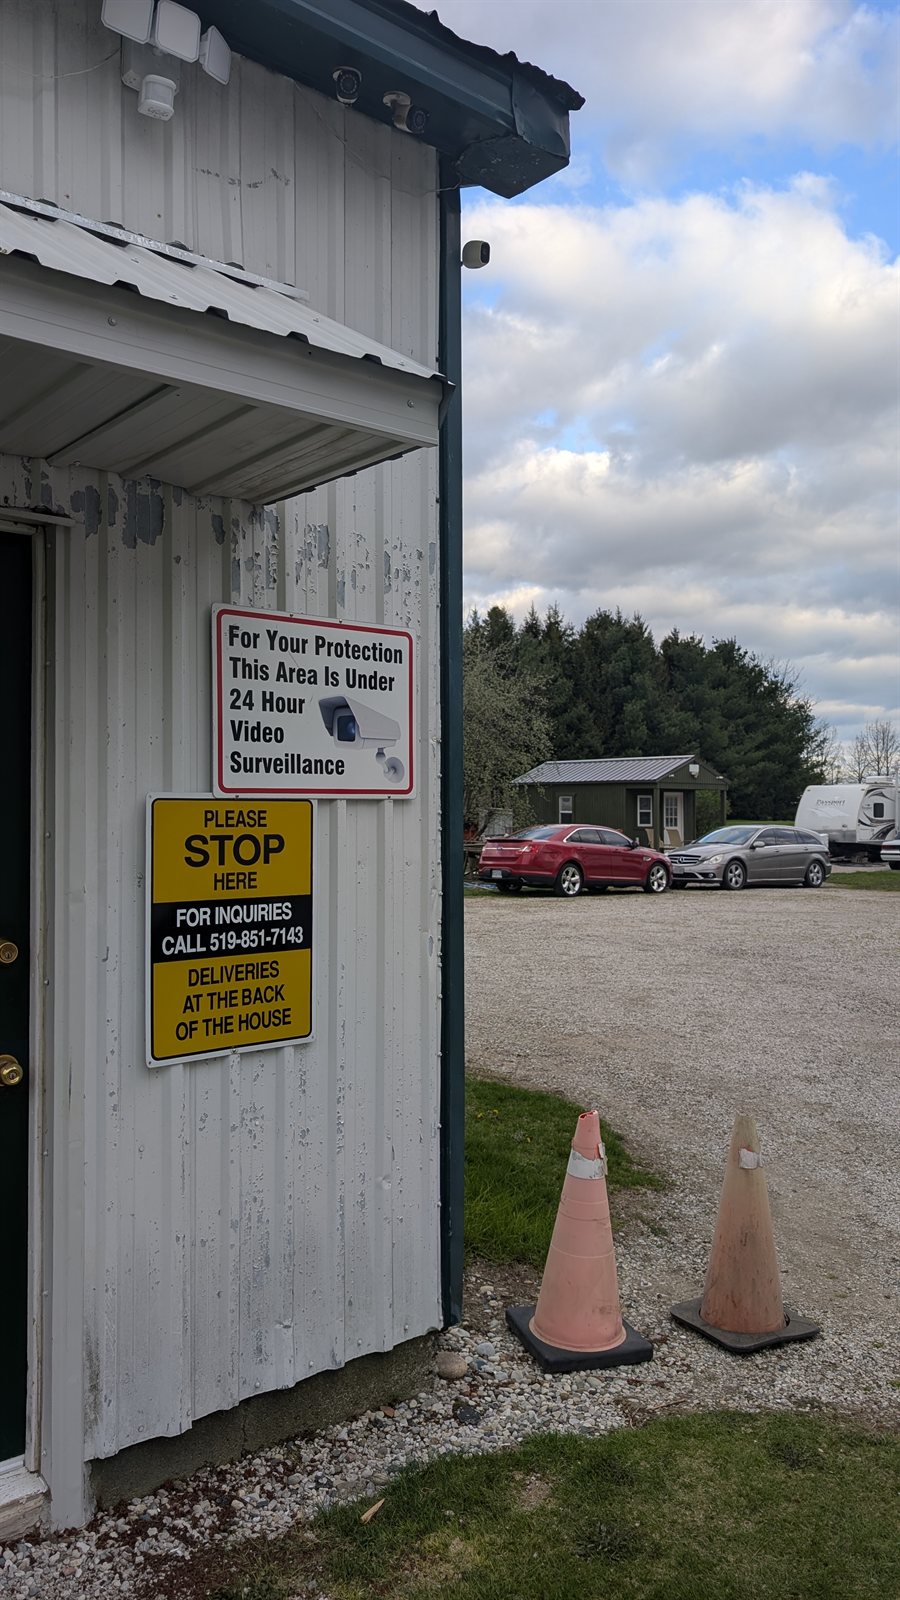 For Your Protection
This Area Is Under
24 Hour
Video
Surveillance
PLEASE
STOP
HERE
FOR INQUIRIES
CALL 519-851-7143
DELIVERIES
AT THE BACK
OF THE HOUSE
PASSPORT